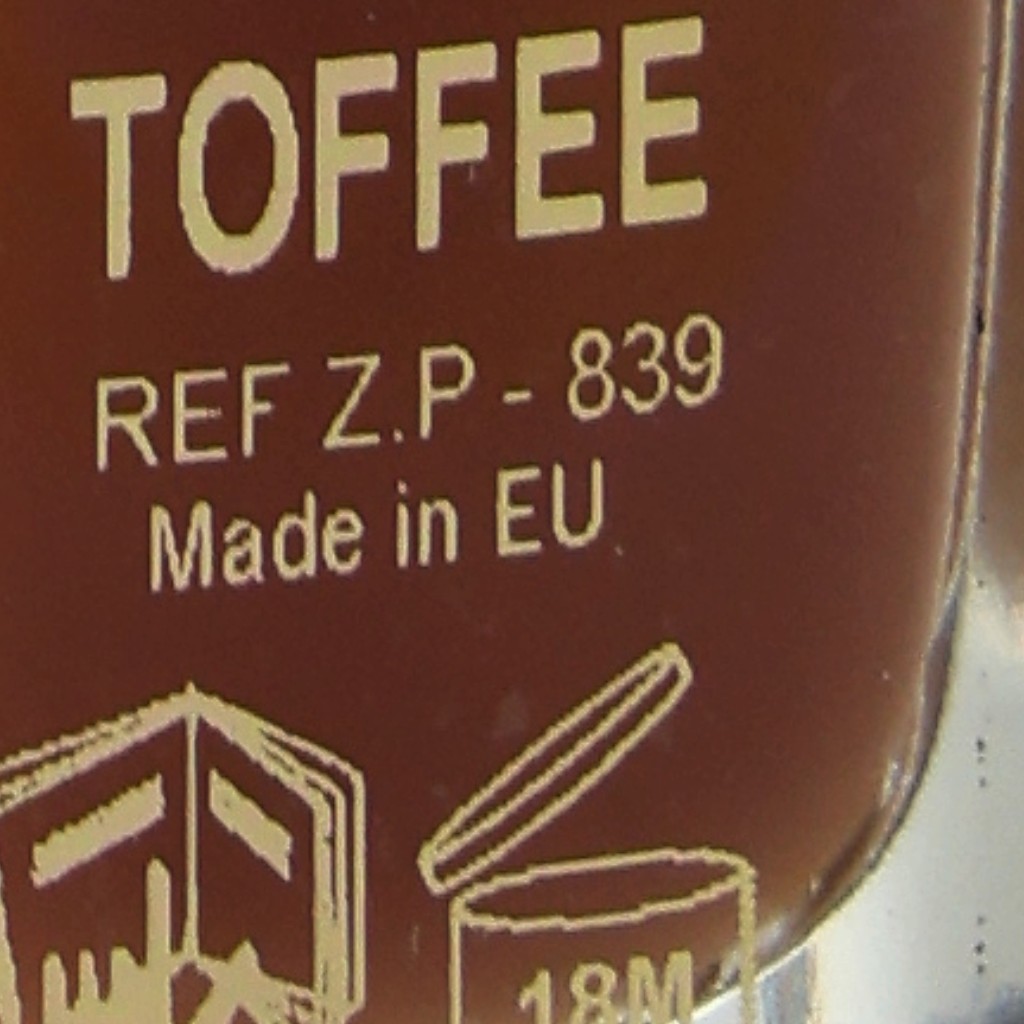 TOFFEE
REF Z.P - 839
Made in EU
18M